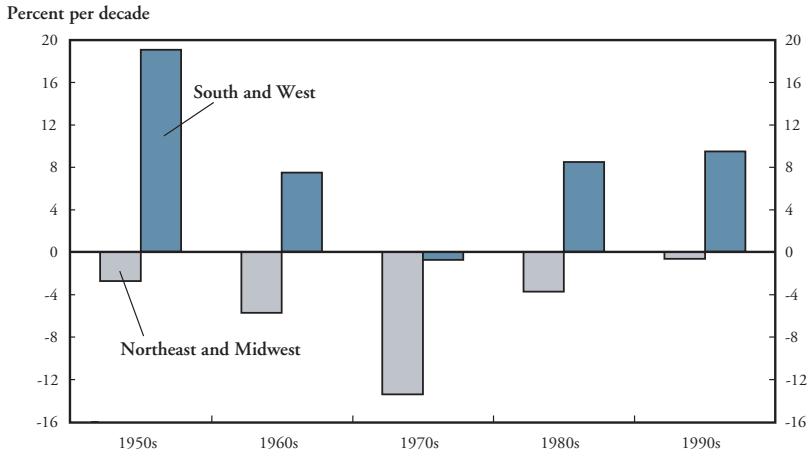 Percent per decade
20 20
16 16
South and West
12 12
8 8
4 4
0 0
-4 -4
-8 -8
Northeast and Midwest
-12 -12
-16 -16
1950s 1960s 1970s 1980s 1990s